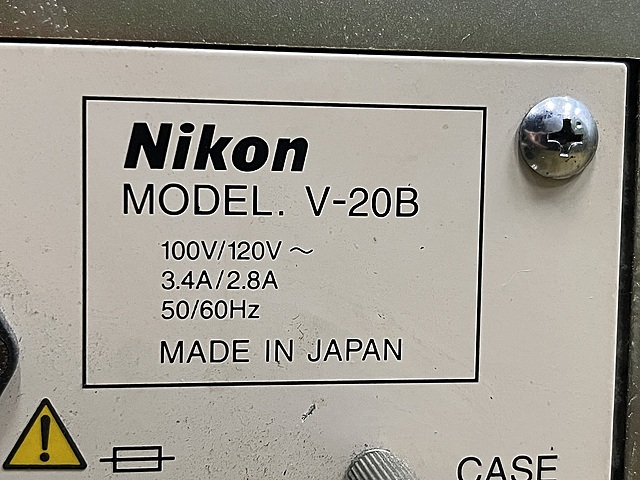 Nikon
MODEL. V-20B
100V/120V ～
3.4A/2.8A
50/60Hz
MADE IN JAPAN
CASE